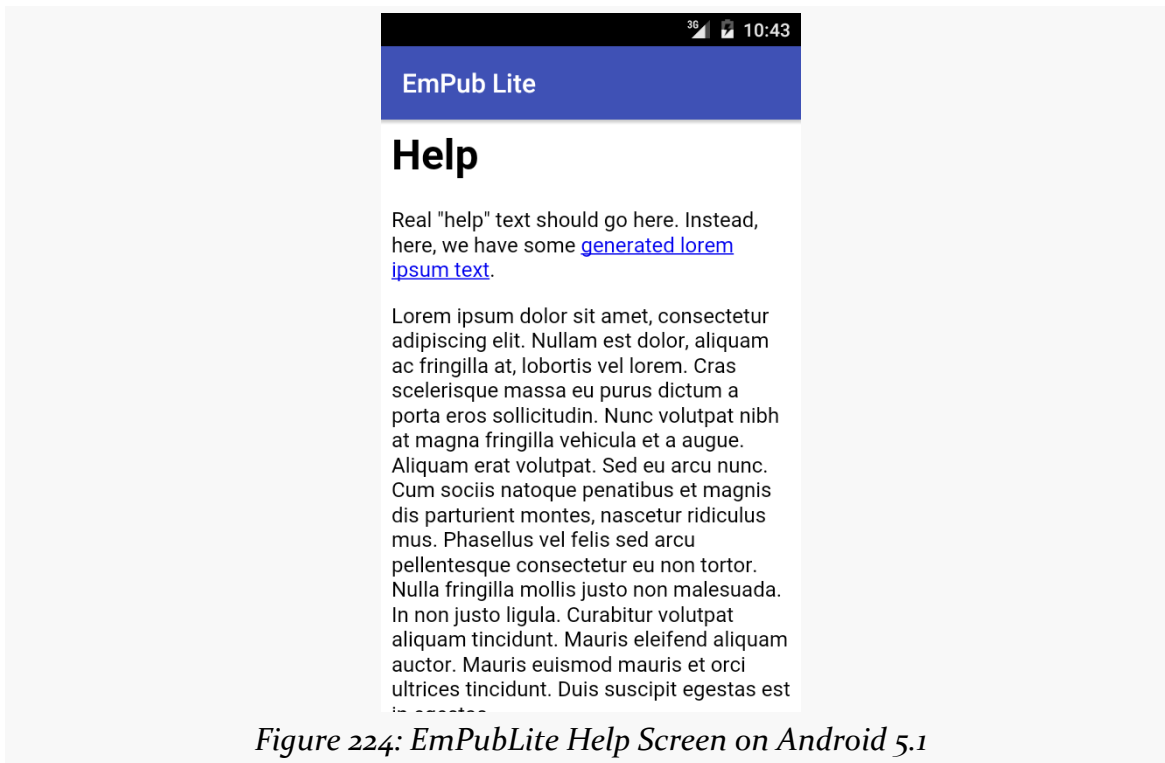 3G 10:43
EmPub Lite
Help
Real "help" text should go here. Instead,
here, we have some generated lorem
ipsum text.
Lorem ipsum dolor sit amet, consectetur
adipiscing elit. Nullam est dolor, aliquam
ac fringilla at, lobortis vel lorem. Cras
scelerisque massa eu purus dictum a
porta eros sollicitudin. Nunc volutpat nibh
at magna fringilla vehicula et a augue.
Aliquam erat volutpat. Sed eu arcu nunc.
Cum sociis natoque penatibus et magnis
dis parturient montes, nascetur ridiculus
mus. Phasellus vel felis sed arcu
pellentesque consectetur eu non tortor.
Nulla fringilla mollis justo non malesuada.
In non justo ligula. Curabitur volutpat
aliquam tincidunt. Mauris eleifend aliquam
auctor. Mauris euismod mauris et orci
ultrices tincidunt. Duis suscipit egestas est
Figure 224: EmPubLite Help Screen on Android 5.1